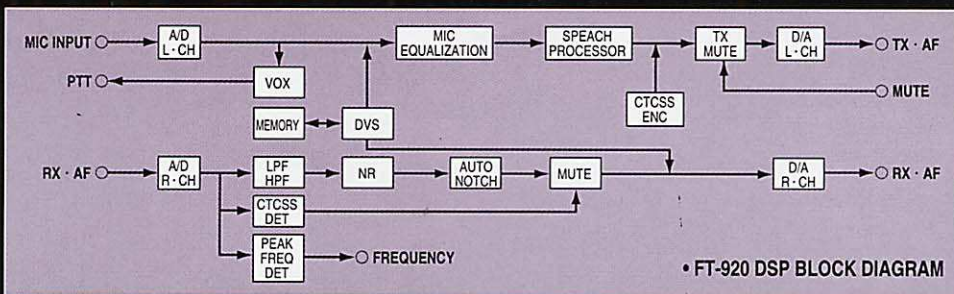 MIC INPUT
A/D
L · CH
MIC
EQUALIZATION
SPEACH
PROCESSOR
TX
MUTE
D/A
L · CH
TX · AF
PTT
VOX
MUTE
CTCSS
ENC
MEMORY
DVS
RX · AF
A/D
R · CH
LPF
HPF
NR
AUTO
NOTCH
MUTE
D/A
R · CH
RX · AF
CTCSS
DET
PEAK
FREQ
DET
FREQUENCY
• FT-920 DSP BLOCK DIAGRAM